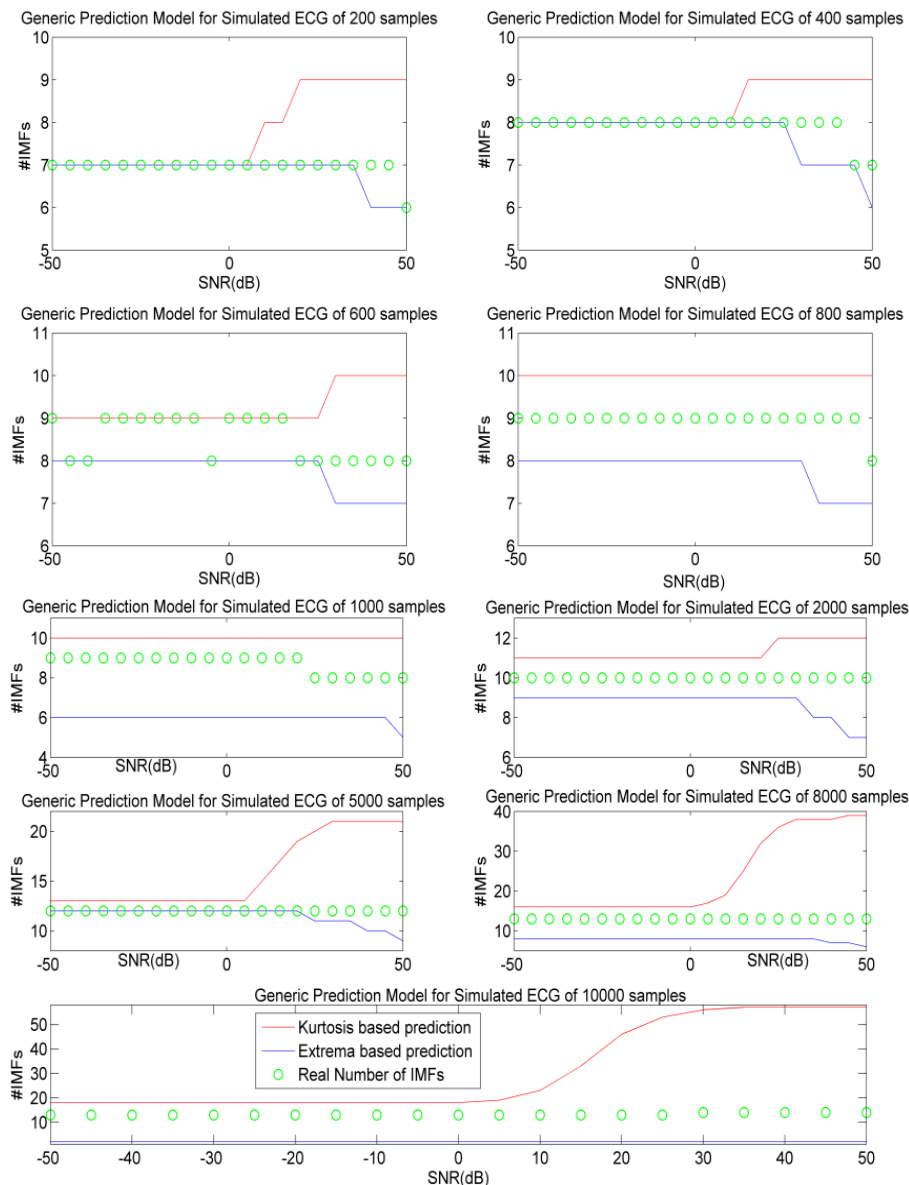 Generic Prediction Model for Simulated ECG of 200 samples
10
9
8
7
6
5
#IMFs
-50 0 50
SNR(dB)
Generic Prediction Model for Simulated ECG of 400 samples
10
9
8
7
6
5
#IMFs
-50 0 50
SNR(dB)
Generic Prediction Model for Simulated ECG of 600 samples
11
10
9
8
7
6
#IMFs
-50 0 50
SNR(dB)
Generic Prediction Model for Simulated ECG of 800 samples
11
10
9
8
7
6
#IMFs
-50 0 50
SNR(dB)
Generic Prediction Model for Simulated ECG of 1000 samples
10
8
6
4
#IMFs
-50 SNR(dB) 0 50
Generic Prediction Model for Simulated ECG of 2000 samples
12
10
8
6
#IMFs
-50 0 SNR(dB) 50
Generic Prediction Model for Simulated ECG of 5000 samples
20
15
10
#IMFs
-50 0 SNR(dB) 50
Generic Prediction Model for Simulated ECG of 8000 samples
40
30
20
10
#IMFs
-50 0 SNR(dB) 50
Generic Prediction Model for Simulated ECG of 10000 samples
50
40
30
20
10
#IMFs
Kurtosis based prediction
Extrema based prediction
Real Number of IMFs
-50 -40 -30 -20 -10 0 10 20 30 40 50
SNR(dB)